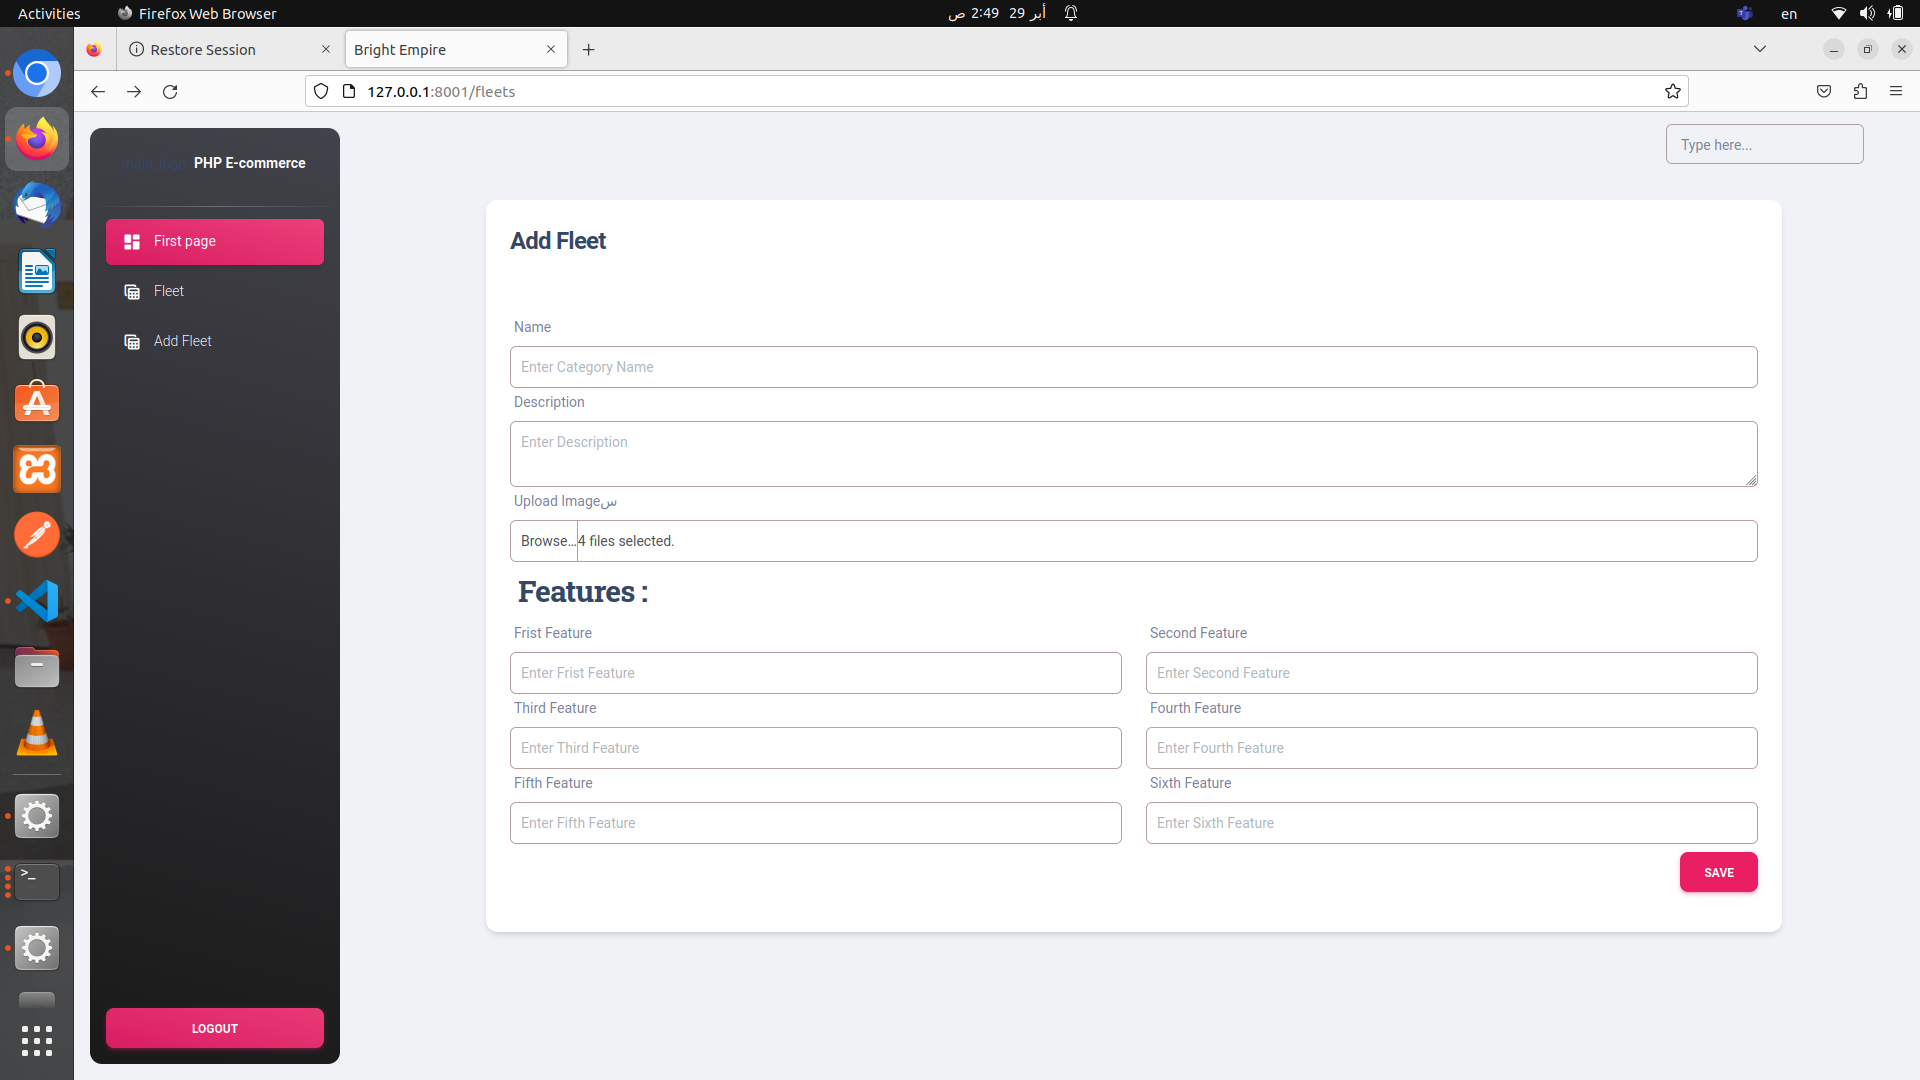 Activities
Firefox Web Browser
أبر 29 2:49 ص
en
Restore Session
Bright Empire
127.0.0.1:8001/fleets
main_logo
PHP E-commerce
Type here...
First page
Fleet
Add Fleet
LOGOUT
Add Fleet
Name
Enter Category Name
Description
Enter Description
Upload Imageس
Browse... 4 files selected.
Features :
Frist Feature
Second Feature
Enter Frist Feature
Enter Second Feature
Third Feature
Fourth Feature
Enter Third Feature
Enter Fourth Feature
Fifth Feature
Sixth Feature
Enter Fifth Feature
Enter Sixth Feature
SAVE